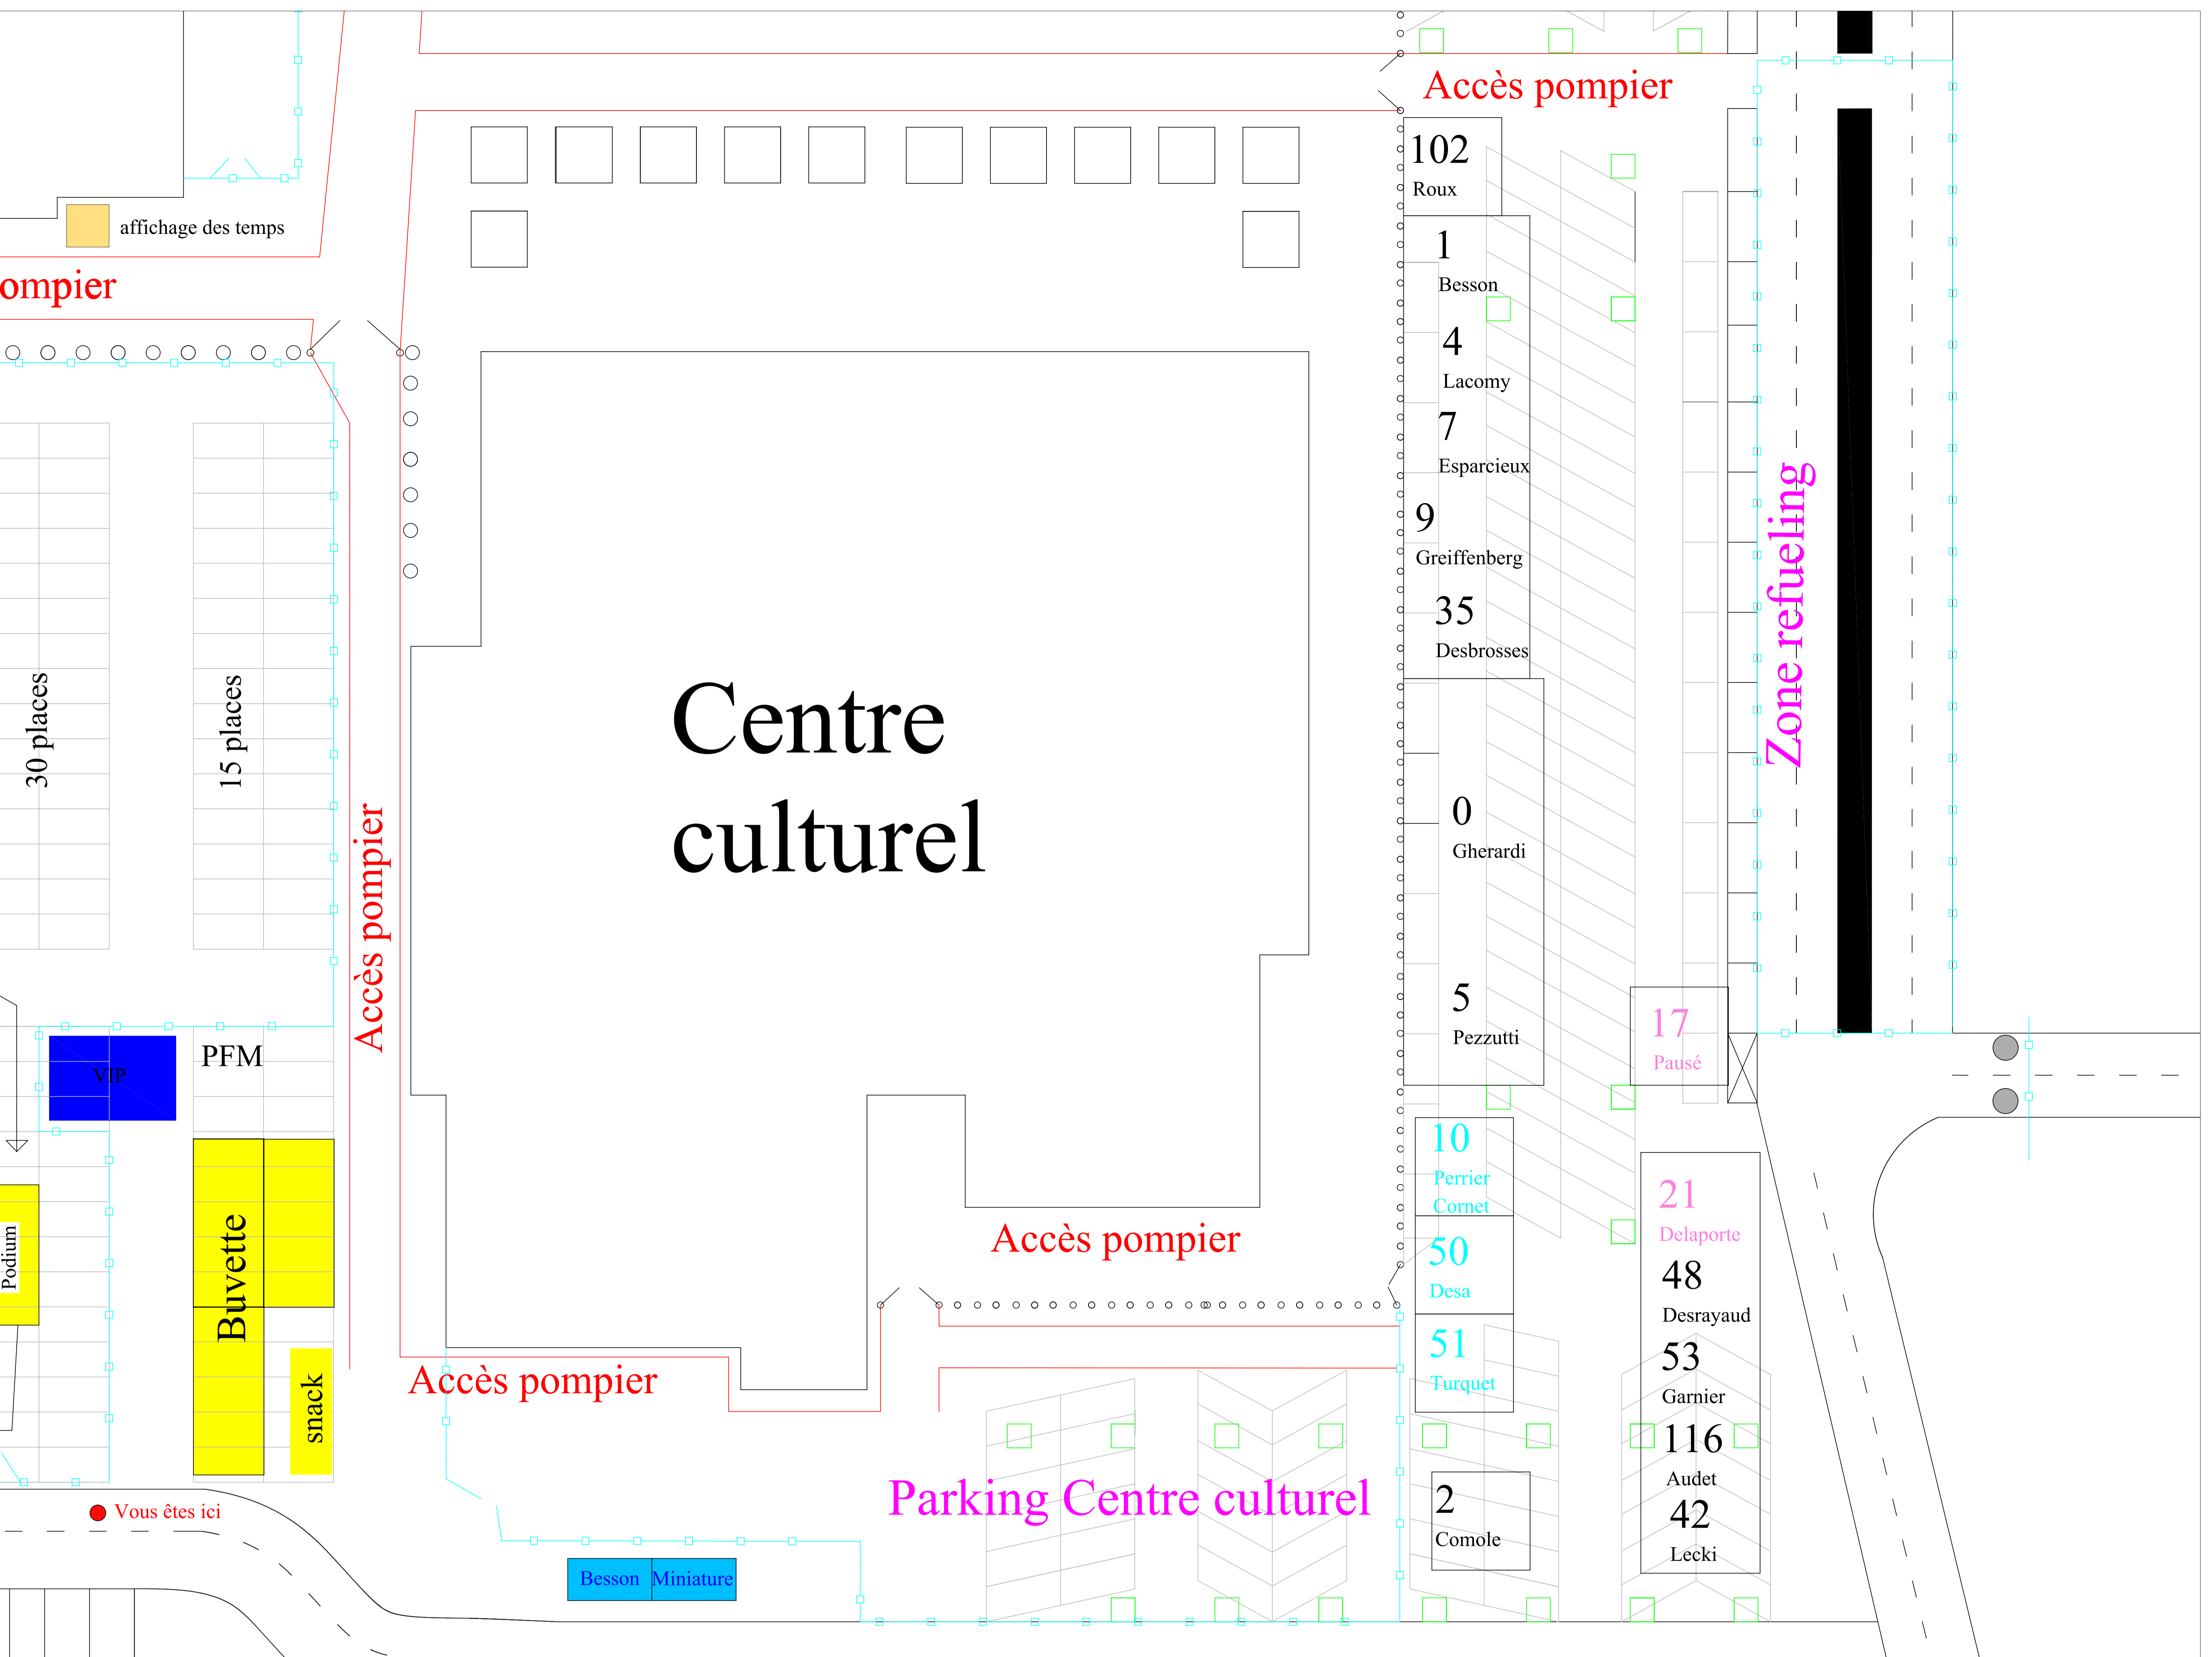 Accès pompier
102
Roux
affichage des temps
ompier
1
Besson
4
Lacomy
7
Esparcieux
9
Greiffenberg
35
Desbrosses
Zone refueling
30 places
15 places
Centre
culturel
0
Gherardi
Accès pompier
5
Pezzutti
17
Pausé
PFM
VIP
10
Perrier
Cornet
21
Delaporte
Podium
Buvette
Accès pompier
50
Desa
48
Desrayaud
51
Turquet
53
Garnier
snack
Accès pompier
116
Audet
Parking Centre culturel
2
Comole
42
Lecki
Vous êtes ici
Besson
Miniature